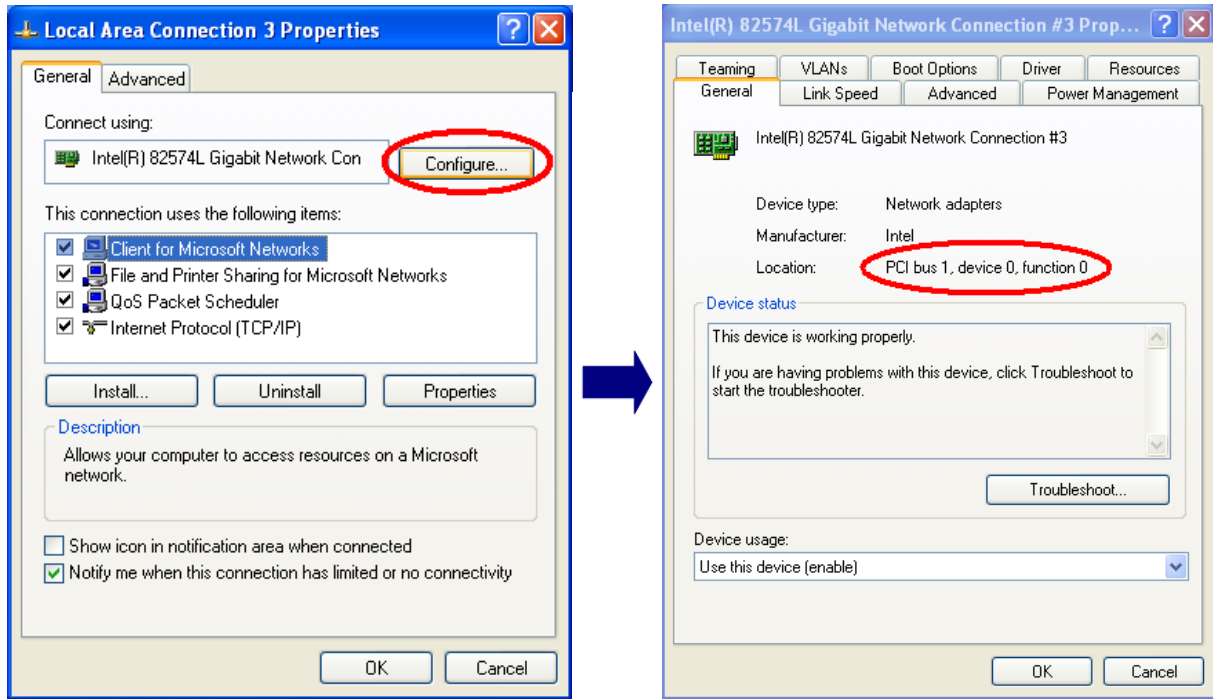 Local Area Connection 3 Properties
General
Advanced
Connect using:
Intel(R) 82574L Gigabit Network Con
Configure...
This connection uses the following items:
Client for Microsoft Networks
File and Printer Sharing for Microsoft Networks
QoS Packet Scheduler
Internet Protocol (TCP/IP)
Install...
Uninstall
Properties
Description
Allows your computer to access resources on a Microsoft
network.
Show icon in notification area when connected
Notify me when this connection has limited or no connectivity
OK
Cancel
Intel(R) 82574L Gigabit Network Connection #3 Prop...
Teaming
VLANs
Boot Options
Driver
Resources
General
Link Speed
Advanced
Power Management
Intel(R) 82574L Gigabit Network Connection #3
Device type: Network adapters
Manufacturer: Intel
Location: PCI bus 1, device 0, function 0
Device status
This device is working properly.
If you are having problems with this device, click Troubleshoot to
start the troubleshooter.
Troubleshoot...
Device usage:
Use this device (enable)
OK
Cancel